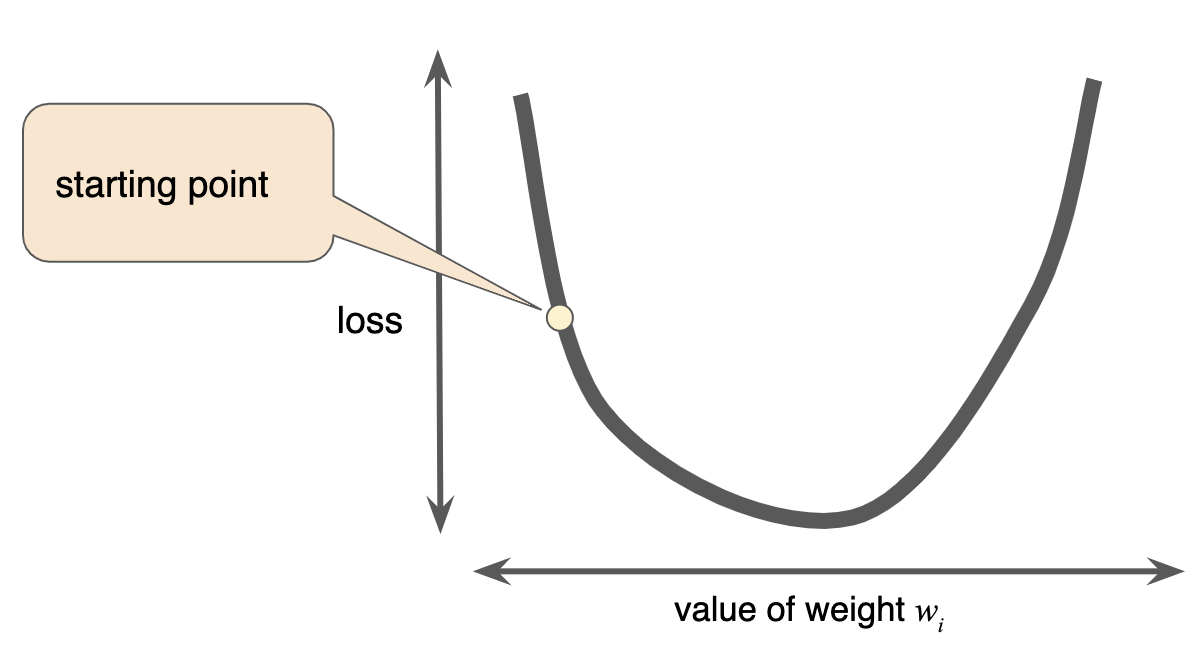 starting point
loss
value of weight wᵢ